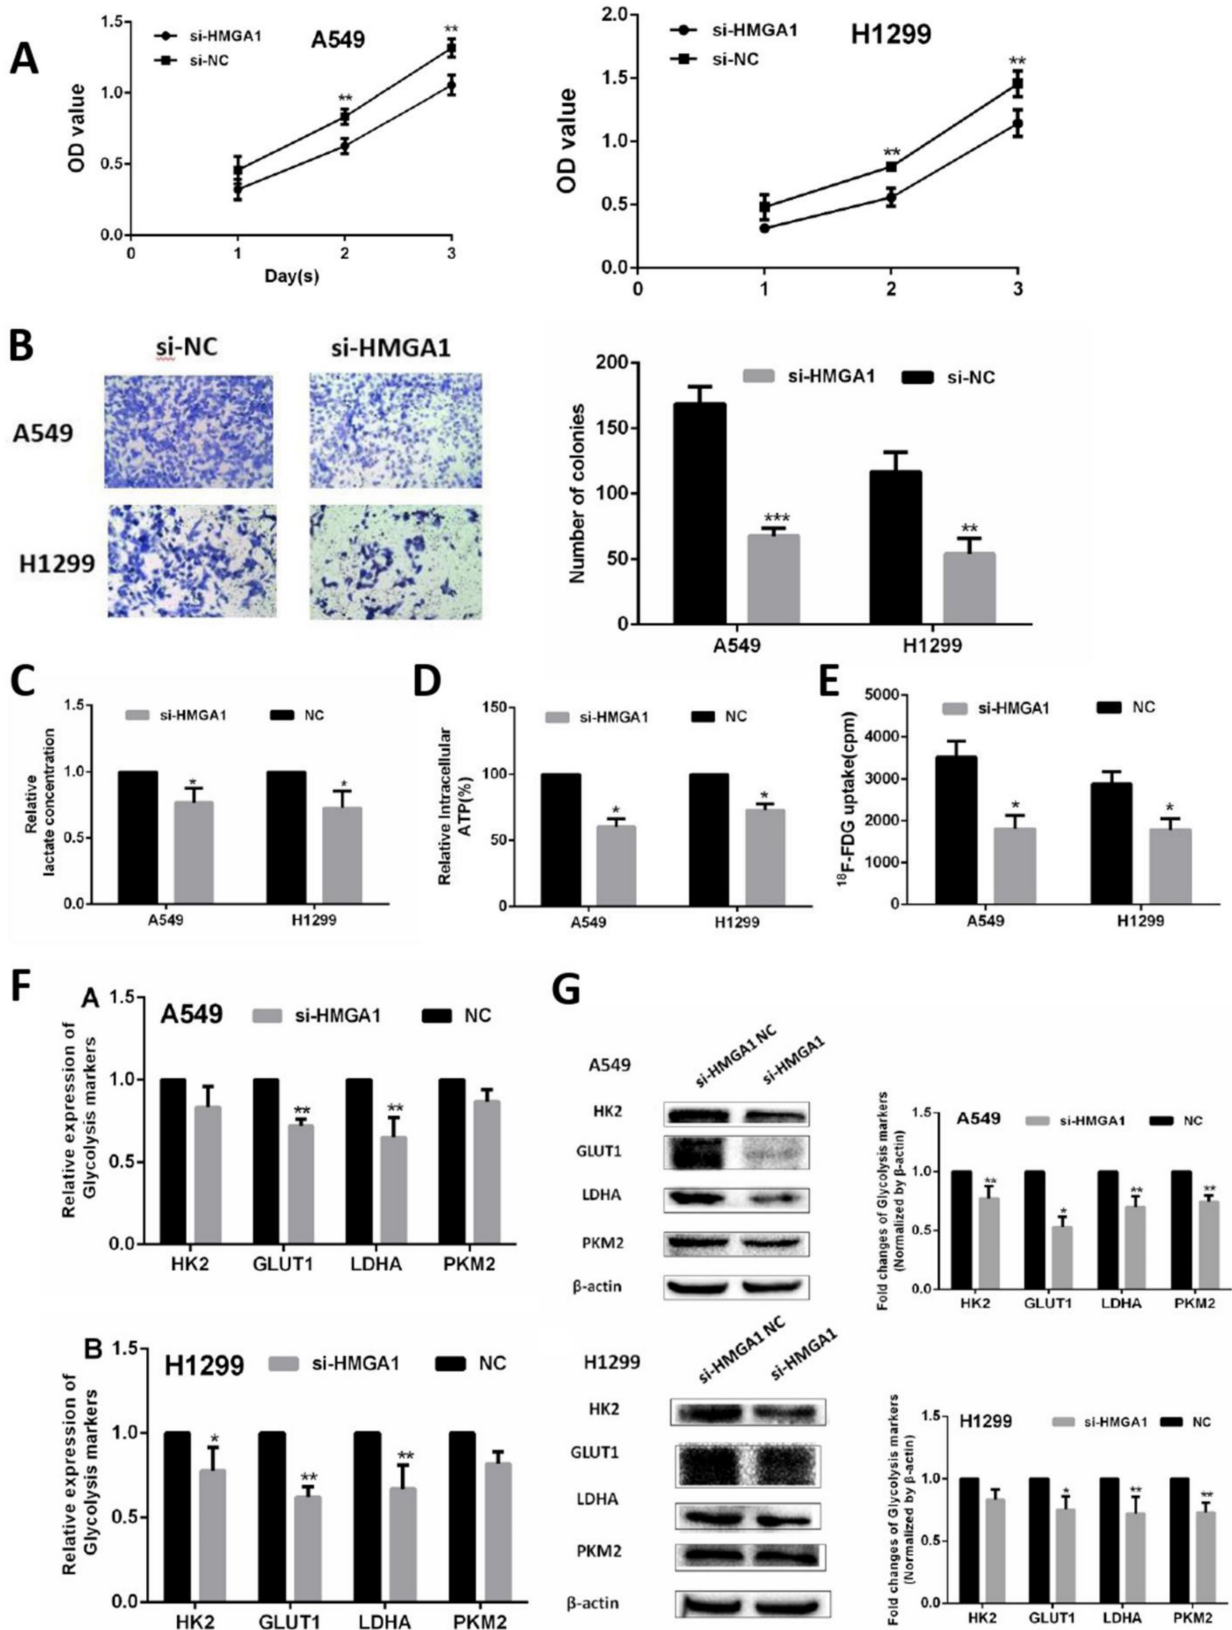 A
A549
si-HMGA1
si-NC
OD value
1.5
1.0
0.5
0.0
**
**
0
1
2
3
Day(s)
H1299
si-HMGA1
si-NC
OD value
2.0
1.5
1.0
0.5
0.0
**
**
0
1
2
3
B
si-NC
si-HMGA1
A549
H1299
Number of colonies
200
150
100
50
0
si-HMGA1
si-NC
***
**
A549
H1299
C
Relative
lactate concentration
1.5
1.0
0.5
0.0
si-HMGA1
NC
*
*
A549
H1299
D
Relative Intracellular
ATP(%)
150
100
50
0
si-HMGA1
NC
*
*
A549
H1299
E
18F-FDG uptake(cpm)
5000
4000
3000
2000
1000
0
si-HMGA1
NC
*
*
A549
H1299
F
A
A549
si-HMGA1
NC
Relative expression of
Glycolysis markers
1.5
1.0
0.5
0.0
**
**
HK2
GLUT1
LDHA
PKM2
B
H1299
si-HMGA1
NC
Relative expression of
Glycolysis markers
1.5
1.0
0.5
0.0
*
**
**
HK2
GLUT1
LDHA
PKM2
G
A549
si-HMGA1 NC
si-HMGA1
HK2
GLUT1
LDHA
PKM2
β-actin
A549
si-HMGA1
NC
Fold changes of Glycolysis markers
(Normalized by β-actin)
1.5
1.0
0.5
0.0
**
*
**
**
HK2
GLUT1
LDHA
PKM2
H1299
si-HMGA1 NC
si-HMGA1
HK2
GLUT1
LDHA
PKM2
β-actin
H1299
si-HMGA1
NC
Fold changes of Glycolysis markers
(Normalized by β-actin)
1.5
1.0
0.5
0.0
*
**
**
HK2
GLUT1
LDHA
PKM2